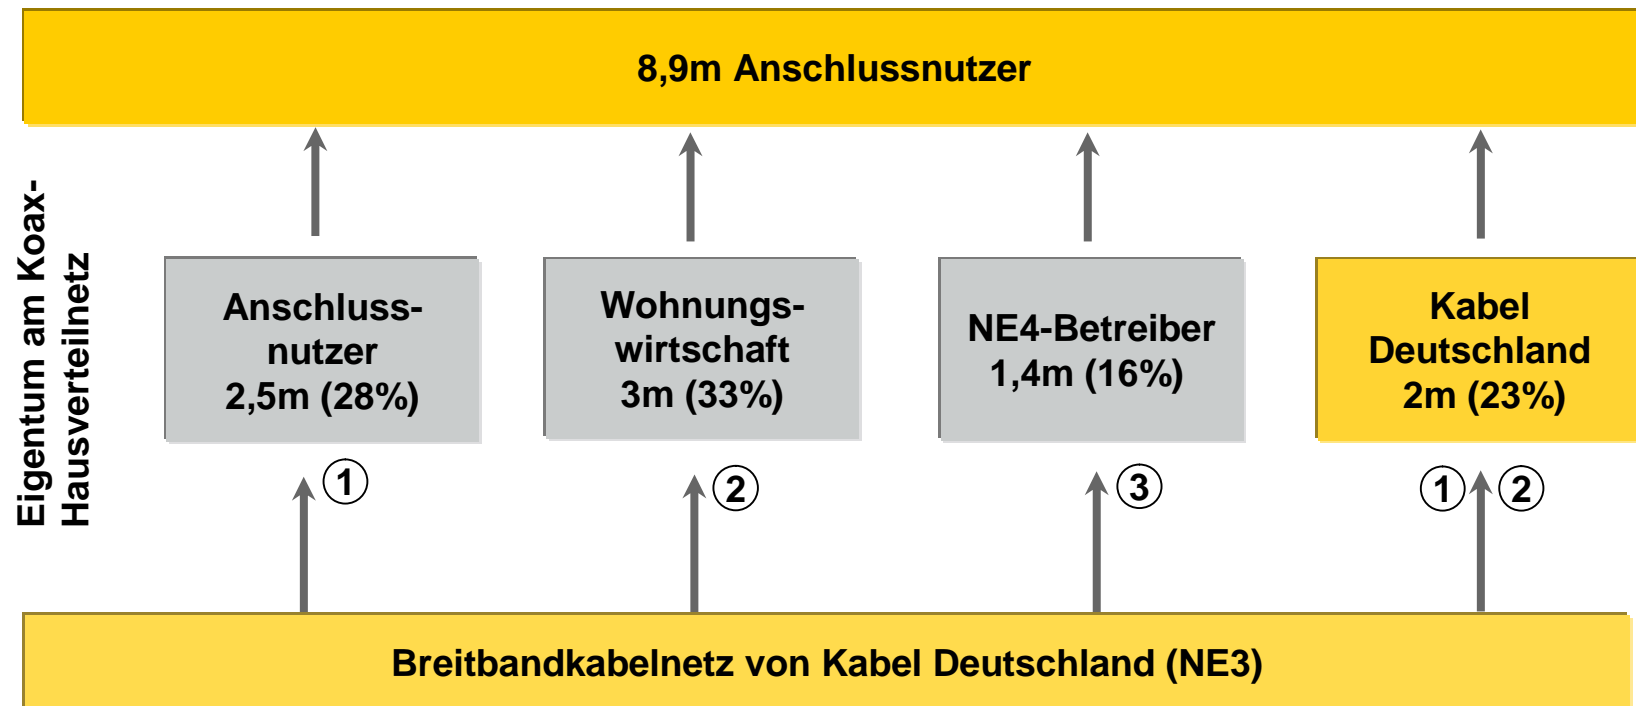 8,9m Anschlussnutzer
Eigentum am Koax-
Hausverteilnetz
Anschluss-
nutzer
2,5m (28%)
Wohnungs-
wirtschaft
3m (33%)
NE4-Betreiber
1,4m (16%)
Kabel
Deutschland
2m (23%)
1
2
3
1 2
Breitbandkabelnetz von Kabel Deutschland (NE3)